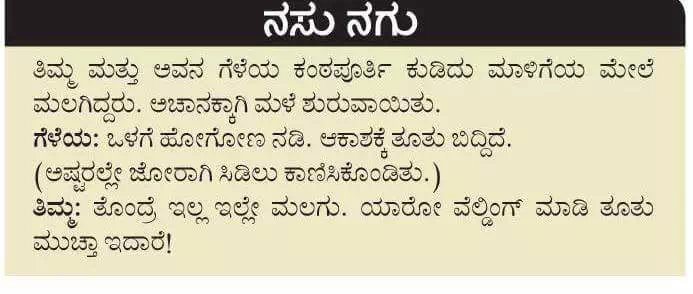 ನಸು ನಗು
ತಿಮ್ಮ ಮತ್ತು ಅವನ ಗೆಳೆಯ ಕಂಠಪೂರ್ತಿ ಕುಡಿದು ಮಾಳಿಗೆಯ ಮೇಲೆ
ಮಲಗಿದ್ದರು. ಅಚಾನಕ್ಕಾಗಿ ಮಳೆ ಶುರುವಾಯಿತು.
ಗೆಳೆಯ: ಒಳಗೆ ಹೋಗೋಣ ನಡಿ. ಆಕಾಶಕ್ಕೆ ತೂತು ಬಿದ್ದಿದೆ.
(ಅಷ್ಟರಲ್ಲೇ ಜೋರಾಗಿ ಸಿಡಿಲು ಕಾಣಿಸಿಕೊಂಡಿತು.)
ತಿಮ್ಮ: ತೊಂದ್ರೆ ಇಲ್ಲ ಇಲ್ಲೇ ಮಲಗು. ಯಾರೋ ವೆಲ್ಡಿಂಗ್ ಮಾಡಿ ತೂತು
ಮುಚ್ತಾ ಇದಾರೆ!